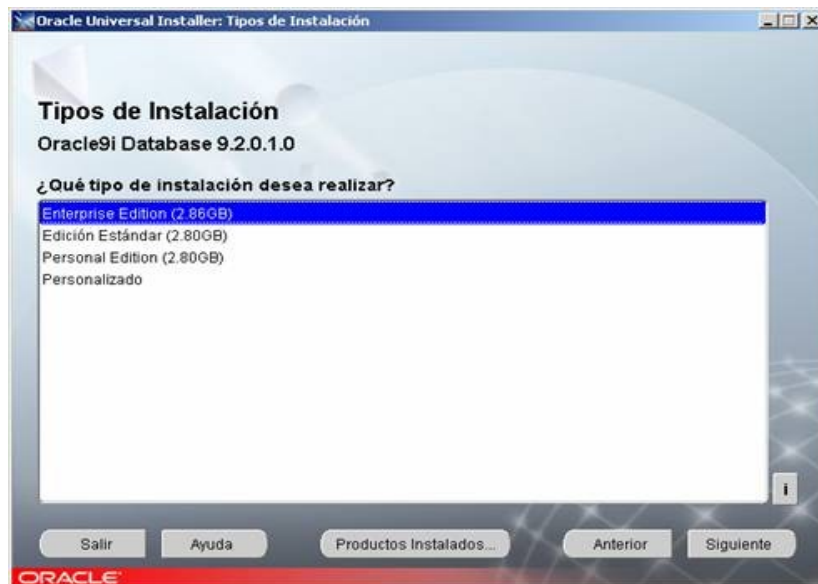 Oracle Universal Installer: Tipos de Instalación
Tipos de Instalación
Oracle9i Database 9.2.0.1.0
¿Qué tipo de instalación desea realizar?
Enterprise Edition (2.86GB)
Edición Estándar (2.80GB)
Personal Edition (2.80GB)
Personalizado
i
Salir Ayuda Productos Instalados... Anterior Siguiente
ORACLE